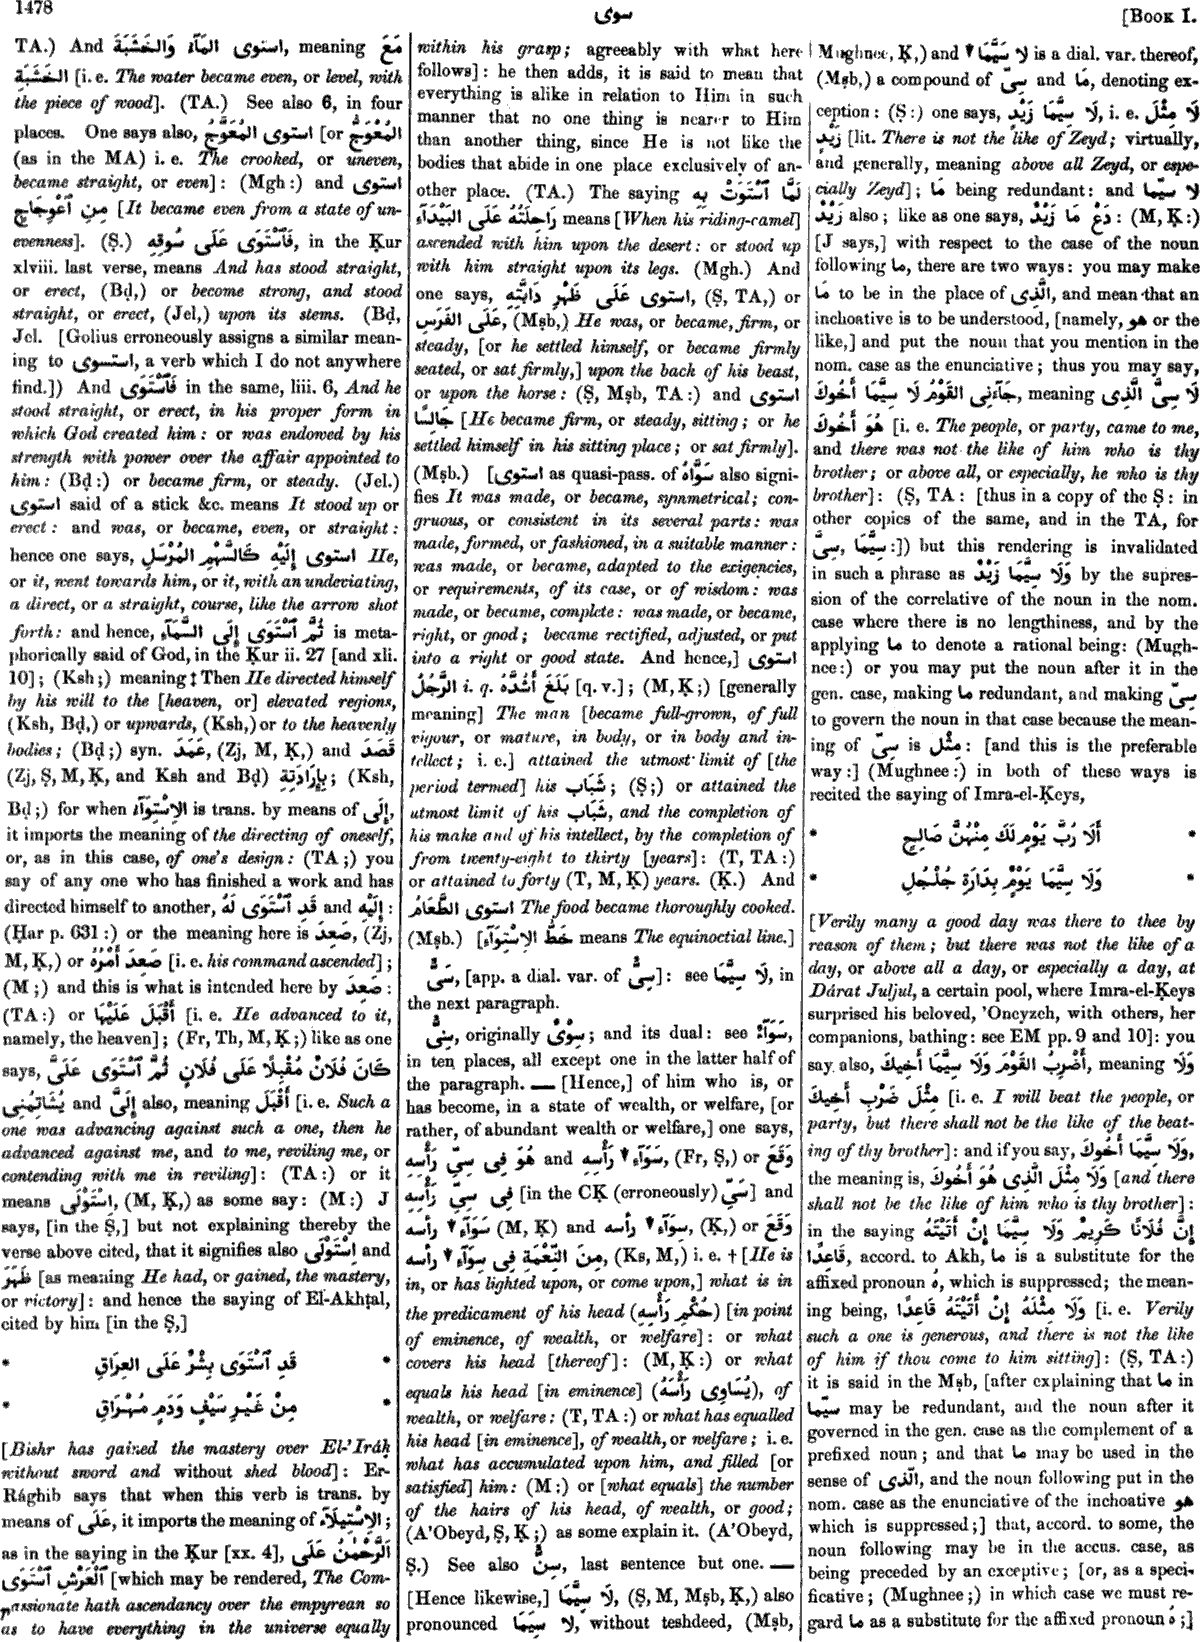 1478
سوى
[BOOK I.
TA.) And استوى المَآءُ وَالخَشَبَةَ, meaning مَعَ
الخَشَبَةِ [i. e. The water became even, or level, with
the piece of wood]. (TA.) See also 6, in four
places. One says also, استوى المُعَوَّجُ [or المُعْوَجُّ
(as in the MA) i. e. The crooked, or uneven,
became straight, or even]: (Mgh:) and استوى
مِنِ ٱعْوِجَاجٍ [It became even from a state of un-
evenness]. (Ṣ.) فَٱسْتَوَى عَلَى سُوقِهِ, in the Ḳur
xlviii. last verse, means And has stood straight,
or erect, (Bḍ,) or become strong, and stood
straight, or erect, (Jel,) upon its stems. (Bḍ,
Jel. [Golius erroneously assigns a similar mean-
ing to استسوى, a verb which I do not anywhere
find.]) And فَٱسْتَوَى in the same, liii. 6, And he
stood straight, or erect, in his proper form in
which God created him: or was endowed by his
strength with power over the affair appointed to
him: (Bḍ:) or became firm, or steady. (Jel.)
استوى said of a stick &c. means It stood up or
erect: and was, or became, even, or straight:
hence one says, استوى إِلَيْهِ كَالسَّهْمِ المُرْسَلِ He,
or it, went towards him, or it, with an undeviating,
a direct, or a straight, course, like the arrow shot
forth: and hence, ثُمَّ ٱسْتَوَى إِلَى السَّمَآءِ is meta-
phorically said of God, in the Ḳur ii. 27 [and xli.
10]; (Ksh;) meaning ‡ Then He directed himself
by his will to the [heaven, or] elevated regions,
(Ksh, Bḍ,) or upwards, (Ksh,) or to the heavenly
bodies; (Bḍ;) syn. عَمَدَ, (Zj, M, Ḳ,) and قَصَدَ
(Zj, Ṣ, M, Ḳ, and Ksh and Bḍ) بِإِرَادَتِهِ; (Ksh,
Bḍ;) for when الاِسْتِوَآءُ is trans. by means of إِلَى,
it imports the meaning of the directing of oneself,
or, as in this case, of one's design: (TA;) you
say of any one who has finished a work and has
directed himself to another, قَدِ ٱسْتَوَى لَهُ and إِلَيْهِ:
(Ḥar p. 631:) or the meaning here is صَعِدَ, (Zj,
M, Ḳ,) or صَعِدَ أَمْرُهُ [i. e. his command ascended];
(M;) and this is what is intended here by صَعِدَ:
(TA:) or أَقْبَلَ عَلَيْهَا [i. e. He advanced to it,
namely, the heaven]; (Fr, Th, M, Ḳ;) like as one
says, كَانَ فُلَانٌ مُقْبِلًا عَلَى فُلَانٍ ثُمَّ ٱسْتَوَى عَلَىَّ
يُشَاتِمُنِى and إِلَىَّ also, meaning أَقْبَلَ [i. e. Such a
one was advancing against such a one, then he
advanced against me, and to me, reviling me, or
contending with me in reviling]: (TA:) or it
means ٱسْتَوْلَى, (M, Ḳ,) as some say: (M:) J
says, [in the Ṣ,] but not explaining thereby the
verse above cited, that it signifies also ٱسْتَوْلَى and
ظَهَرَ [as meaning He had, or gained, the mastery,
or victory]: and hence the saying of El-Akhṭal,
cited by him [in the Ṣ,]
* قَدِ ٱسْتَوَى بِشْرٌ عَلَى العِرَاقِ *
* مِنْ غَيْرِ سَيْفٍ وَدَمٍ مُهْرَاقِ *
[Bishr has gained the mastery over El-'Iráḳ
without sword and without shed blood]: Er-
Rághib says that when this verb is trans. by
means of عَلَى, it imports the meaning of الاِسْتِيلَآءُ;
as in the saying in the Ḳur [xx. 4], اَلرَّحْمٰنُ عَلَى
ٱلْعَرْشِ ٱسْتَوَى [which may be rendered, The Com-
passionate hath ascendancy over the empyrean so
as to have everything in the universe equally
within his grasp; agreeably with what here
follows]: he then adds, it is said to mean that
everything is alike in relation to Him in such
manner that no one thing is nearer to Him
than another thing, since He is not like the
bodies that abide in one place exclusively of an-
other place. (TA.) The saying لَمَّا ٱسْتَوَتْ بِهِ
رَاحِلَتُهُ عَلَى البَيْدَآءِ means [When his riding-camel]
ascended with him upon the desert: or stood up
with him straight upon its legs. (Mgh.) And
one says, استوى عَلَى ظَهْرِ دَابَّتِهِ, (Ṣ, TA,) or
عَلَى الفَرَسِ, (Mṣb,) He was, or became, firm, or
steady, [or he settled himself, or became firmly
seated, or sat firmly,] upon the back of his beast,
or upon the horse: (Ṣ, Mṣb, TA:) and استوى
جَالِسًا [He became firm, or steady, sitting; or he
settled himself in his sitting place; or sat firmly].
(Mṣb.) [استوى as quasi-pass. of سَوَّاهُ also signi-
fies It was made, or became, symmetrical; con-
gruous, or consistent in its several parts: was
made, formed, or fashioned, in a suitable manner:
was made, or became, adapted to the exigencies,
or requirements, of its case, or of wisdom: was
made, or became, complete: was made, or became,
right, or good; became rectified, adjusted, or put
into a right or good state. And hence,] استوى
الرَّجُلُ i. q. بَلَغَ أَشُدَّهُ [q. v.]; (M, Ḳ;) [generally
meaning] The man [became full-grown, of full
vigour, or mature, in body, or in body and in-
tellect; i. e.] attained the utmost limit of [the
period termed] his شَبَاب; (Ṣ;) or attained the
utmost limit of his شَبَاب, and the completion of
his make and of his intellect, by the completion of
from twenty-eight to thirty [years]: (T, TA:)
or attained to forty (T, M, Ḳ) years. (Ḳ.) And
استوى الطَّعَامُ The food became thoroughly cooked.
(Mṣb.) [خَطُّ الاِسْتِوَآءِ means The equinoctial line.]
سَىٌّ, [app. a dial. var. of سِىٌّ]: see لَا سِيَّمَا, in
the next paragraph.
سِىٌّ, originally سِوْىٌ; and its dual: see سَوَآءٌ,
in ten places, all except one in the latter half of
the paragraph. — [Hence,] of him who is, or
has become, in a state of wealth, or welfare, [or
rather, of abundant wealth or welfare,] one says,
هُوَ فِى سِىِّ رَأْسِهِ and ▼ سَوَآءِ رَأْسِهِ, (Fr, Ṣ,) or وَقَعَ
فِى سِىِّ رَأْسِهِ [in the CḲ (erroneously) سَىِّ] and
▼ سَوَآءِ رأسه (M, Ḳ) and ▼ سِوَآءِ رأسه, (Ḳ,) or وَقَعَ
مِنَ النِّعْمَةِ فِى ▼ سِوَآءِ رأسه, (Ks, M,) i. e. † [He is
in, or has lighted upon, or come upon,] what is in
the predicament of his head (حُكْمِ رَأْسِهِ) [in point
of eminence, of wealth, or welfare]: or what
covers his head [thereof]: (M, Ḳ:) or what
equals his head [in eminence] (يُسَاوِى رَأْسَهُ), of
wealth, or welfare: (T, TA:) or what has equalled
his head [in eminence], of wealth, or welfare; i. e.
what has accumulated upon him, and filled [or
satisfied] him: (M:) or [what equals] the number
of the hairs of his head, of wealth, or good;
(A'Obeyd, Ṣ, Ḳ;) as some explain it. (A'Obeyd,
Ṣ.) See also سِنٌّ, last sentence but one. —
[Hence likewise,] لَا سِيَّمَا, (Ṣ, M, Mṣb, Ḳ,) also
pronounced لَا سِيَمَا, without teshdeed, (Mṣb,
Mughnee, Ḳ,) and ▼ لَا سَيَّمَا is a dial. var. thereof,
(Mṣb,) a compound of سِىّ and مَا, denoting ex-
ception: (Ṣ:) one says, لَا سِيَّمَا زَيْدٍ, i. e. لَا مِثْلَ
زَيْدٍ [lit. There is not the like of Zeyd; virtually,
and generally, meaning above all Zeyd, or espe-
cially Zeyd]; مَا being redundant: and لا سِيَّمَا
زَيْدٌ also; like as one says, دَعْ مَا زَيْدٌ: (M, Ḳ:)
[J says,] with respect to the case of the noun
following ما, there are two ways: you may make
مَا to be in the place of الَّذِى, and mean that an
inchoative is to be understood, [namely, هو or the
like,] and put the noun that you mention in the
nom. case as the enunciative; thus you may say,
جَآءَنِى القَوْمُ لَا سِيَّمَا أَخُوكَ, meaning لَا سِىَّ الَّذِى
هُوَ أَخُوكَ [i. e. The people, or party, came to me,
and there was not the like of him who is thy
brother; or above all, or especially, he who is thy
brother]: (Ṣ, TA: [thus in a copy of the Ṣ: in
other copies of the same, and in the TA, for
سِىَّ, سِيَّمَا:]) but this rendering is invalidated
in such a phrase as وَلَا سِيَّمَا زَيْدٌ by the supres-
sion of the correlative of the noun in the nom.
case where there is no lengthiness, and by the
applying ما to denote a rational being: (Mugh-
nee:) or you may put the noun after it in the
gen. case, making ما redundant, and making سِىّ
to govern the noun in that case because the mean-
ing of سِىّ is مِثْل: [and this is the preferable
way:] (Mughnee:) in both of these ways is
recited the saying of Imra-el-Ḳeys,
* أَلَا رُبَّ يَوْمٍ لَكَ مِنْهُنَّ صَالِحٍ *
* وَلَا سِيَّمَا يَوْمٌ بِدَارَةِ جُلْجُلِ *
[Verily many a good day was there to thee by
reason of them; but there was not the like of a
day, or above all a day, or especially a day, at
Dárat Juljul, a certain pool, where Imra-el-Ḳeys
surprised his beloved, 'Oneyzeh, with others, her
companions, bathing: see EM pp. 9 and 10]: you
say also, أَضْرِبُ القَوْمَ وَلَا سِيَّمَا أَخِيكَ, meaning وَلَا
مِثْلَ ضَرْبِ أَخِيكَ [i. e. I will beat the people, or
party, but there shall not be the like of the beat-
ing of thy brother]: and if you say, وَلَا سِيَّمَا أَخُوكَ,
the meaning is, وَلَا مِثْلَ الَّذِى هُوَ أَخُوكَ [and there
shall not be the like of him who is thy brother]:
in the saying إِنَّ فُلَانًا كَرِيمٌ وَلَا سِيَّمَا إِنْ أَتَيْتَهُ
قَاعِدًا, accord. to Akh, ما is a substitute for the
affixed pronoun هُ, which is suppressed; the mean-
ing being, وَلَا مِثْلَهُ إِنْ أَتَيْتَهُ قَاعِدًا [i. e. Verily
such a one is generous, and there is not the like
of him if thou come to him sitting]: (Ṣ, TA:)
it is said in the Mṣb, [after explaining that ما in
سيّما may be redundant, and the noun after it
governed in the gen. case as the complement of a
prefixed noun; and that ما may be used in the
sense of الّذى, and the noun following put in the
nom. case as the enunciative of the inchoative هو
which is suppressed;] that, accord. to some, the
noun following may be in the accus. case, as
being preceded by an exceptive; [or, as a speci-
ficative; (Mughnee;) in which case we must re-
gard ما as a substitute for the affixed pronoun هُ;]